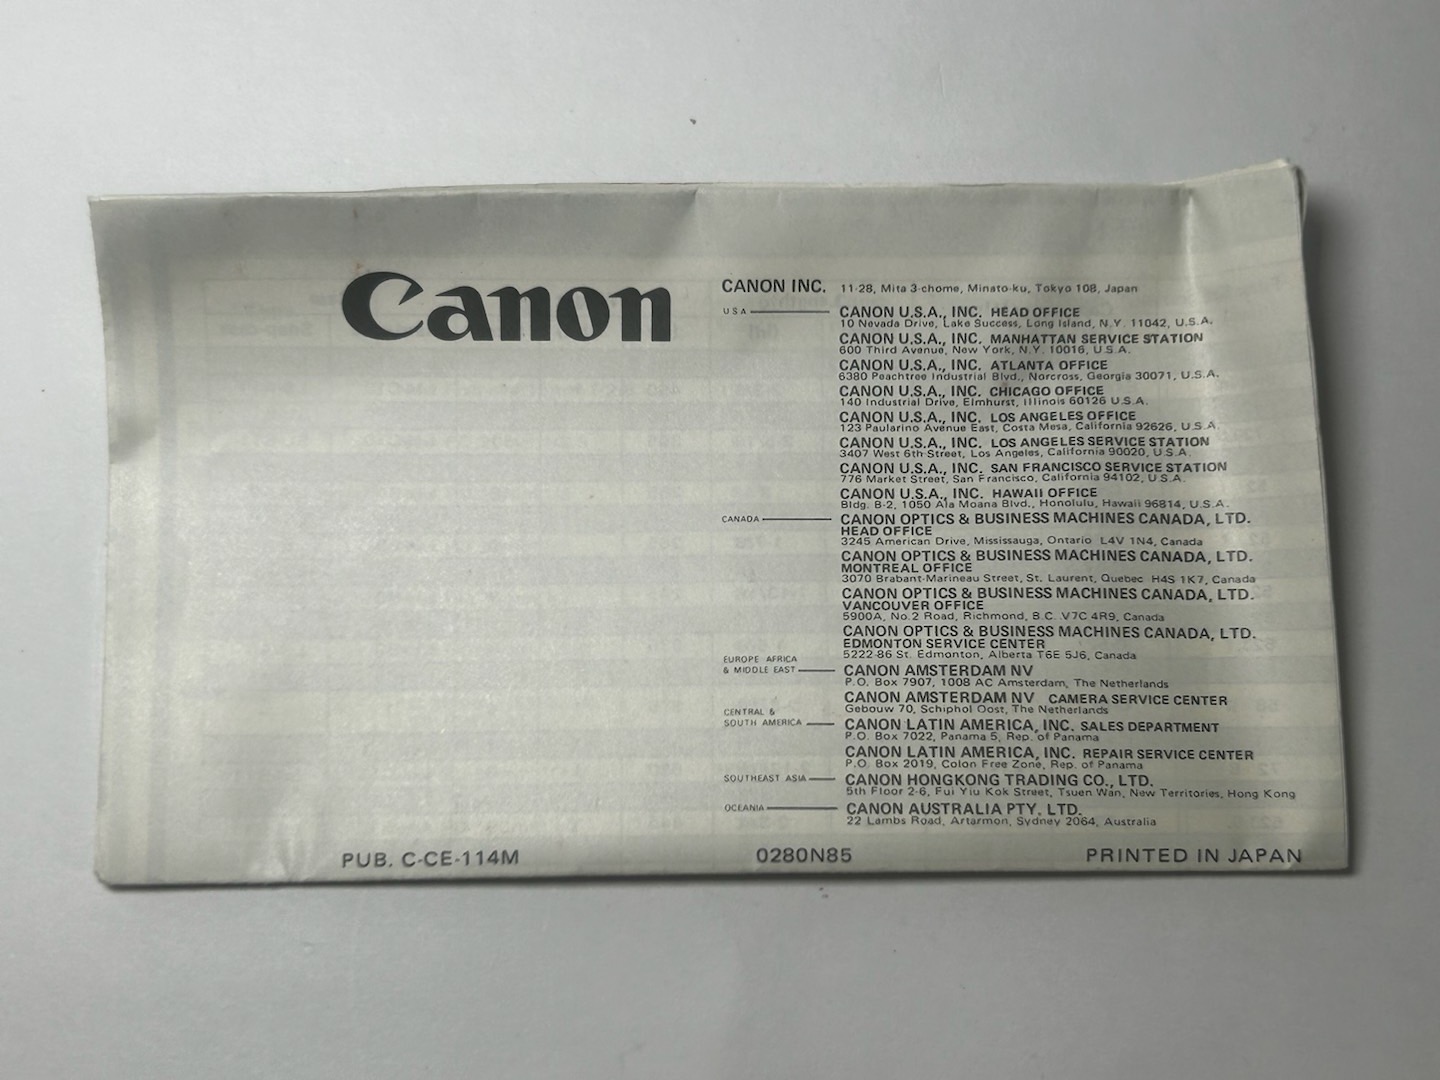 Canon
CANON INC. 11-28, Mita 3-chome, Minato-ku, Tokyo 108, Japan
USA
CANON U.S.A., INC. HEAD OFFICE
10 Nevada Drive, Lake Success, Long Island, N.Y. 11042, U.S.A.
CANON U.S.A., INC. MANHATTAN SERVICE STATION
600 Third Avenue, New York, N.Y. 10016, U.S.A.
CANON U.S.A., INC. ATLANTA OFFICE
6380 Peachtree Industrial Blvd., Norcross, Georgia 30071, U.S.A.
CANON U.S.A., INC. CHICAGO OFFICE
140 Industrial Drive, Elmhurst, Illinois 60126 U.S.A.
CANON U.S.A., INC. LOS ANGELES OFFICE
123 Paularino Avenue East, Costa Mesa, California 92626, U.S.A.
CANON U.S.A., INC. LOS ANGELES SERVICE STATION
3407 West 6th Street, Los Angeles, California 90020, U.S.A.
CANON U.S.A., INC. SAN FRANCISCO SERVICE STATION
776 Market Street, San Francisco, California 94102, U.S.A.
CANON U.S.A., INC. HAWAII OFFICE
Bldg. B-2, 1050 Ala Moana Blvd., Honolulu, Hawaii 96814, U.S.A.
CANADA
CANON OPTICS & BUSINESS MACHINES CANADA, LTD.
HEAD OFFICE
3245 American Drive, Mississauga, Ontario L4V 1N4, Canada
CANON OPTICS & BUSINESS MACHINES CANADA, LTD.
MONTREAL OFFICE
3070 Brabant-Marineau Street, St. Laurent, Quebec H4S 1K7, Canada
CANON OPTICS & BUSINESS MACHINES CANADA, LTD.
VANCOUVER OFFICE
5900A, No.2 Road, Richmond, B.C. V7C 4R9, Canada
CANON OPTICS & BUSINESS MACHINES CANADA, LTD.
EDMONTON SERVICE CENTER
5222-86 St. Edmonton, Alberta T6E 5J6, Canada
EUROPE AFRICA
& MIDDLE EAST
CANON AMSTERDAM NV
P.O. Box 7907, 1008 AC Amsterdam, The Netherlands
CANON AMSTERDAM NV CAMERA SERVICE CENTER
Gebouw 70, Schiphol Oost, The Netherlands
CENTRAL &
SOUTH AMERICA
CANON LATIN AMERICA, INC. SALES DEPARTMENT
P.O. Box 7022, Panama 5, Rep. of Panama
CANON LATIN AMERICA, INC. REPAIR SERVICE CENTER
P.O. Box 2019, Colon Free Zone, Rep. of Panama
SOUTHEAST ASIA
CANON HONGKONG TRADING CO., LTD.
5th Floor 2-6, Fui Yiu Kok Street, Tsuen Wan, New Territories, Hong Kong
OCEANIA
CANON AUSTRALIA PTY. LTD.
22 Lambs Road, Artarmon, Sydney 2064, Australia
PUB. C-CE-114M
0280N85
PRINTED IN JAPAN